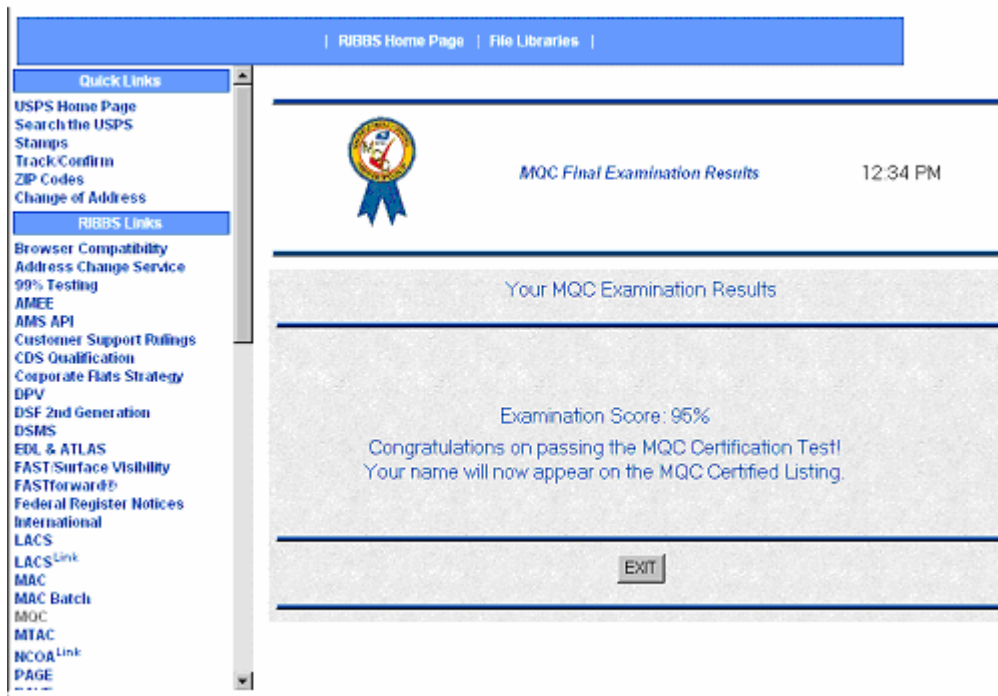 | RIBBS Home Page | File Libraries |
Quick Links
USPS Home Page
Search the USPS
Stamps
Track/Confirm
ZIP Codes
Change of Address
RIBBS Links
Browser Compatibility
Address Change Service
99% Testing
AMEE
AMS API
Customer Support Rulings
CDS Qualification
Corporate Flats Strategy
DPV
DSF 2nd Generation
DSMS
EDL & ATLAS
FAST/Surface Visibility
FASTforward®
Federal Register Notices
International
LACS
LACSLink
MAC
MAC Batch
MQC
MTAC
NCOALink
PAGE
MQC
MQC Final Examination Results
12:34 PM
Your MQC Examination Results
Examination Score: 95%
Congratulations on passing the MQC Certification Test!
Your name will now appear on the MQC Certified Listing.
EXIT